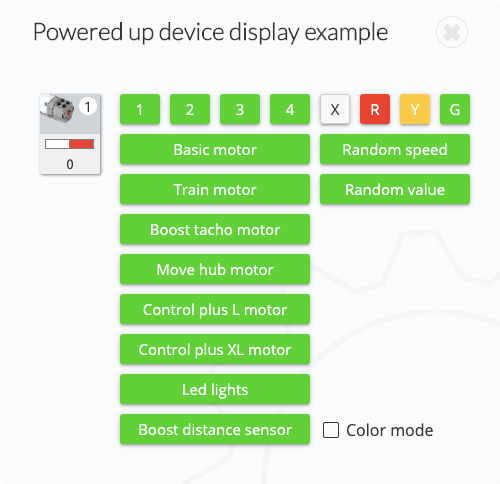 Powered up device display example
1 1 2 3 4 X R Y G
Basic motor Random speed
0
Train motor Random value
Boost tacho motor
Move hub motor
Control plus L motor
Control plus XL motor
Led lights
Boost distance sensor Color mode